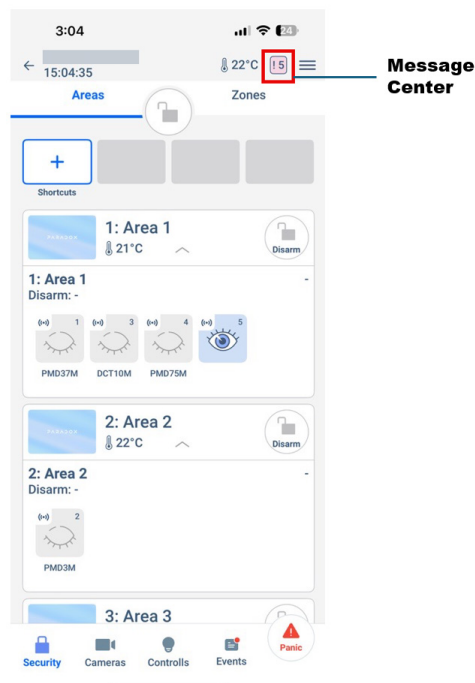 3:04
24
15:04:35
22°C
! 5
Message
Center
Areas
Zones
+
Shortcuts
PARADOX
1: Area 1
21°C
Disarm
1: Area 1
-
Disarm: -
1
3
4
5
PMD37M
DCT10M
PMD75M
PARADOX
2: Area 2
22°C
Disarm
2: Area 2
-
Disarm: -
2
PMD3M
3: Area 3
Security
Cameras
Controlls
Events
Panic